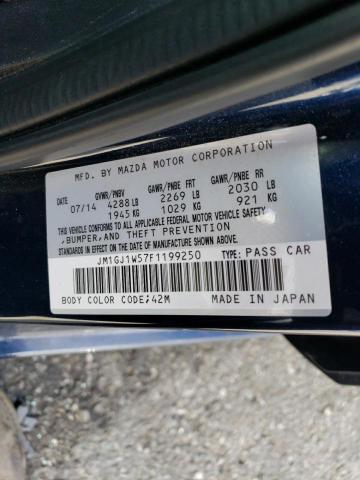 MFD. BY MAZDA MOTOR CORPORATION
GVWR/PNBV GAWR/PNBE FRT GAWR/PNBE RR
07/14 4288 LB 2269 LB 2030 LB
1945 KG 1029 KG 921 KG
THIS VEHICLE CONFORMS TO ALL APPLICABLE FEDERAL MOTOR VEHICLE SAFETY
,BUMPER,AND THEFT PREVENTION
STANDARDS IN EFFECT ON THE DATE OF MANUFACTURE SHOWN ABOVE.
JM1GJ1W57F1199250 TYPE: PASS CAR
BODY COLOR CODE;42M MADE IN JAPAN